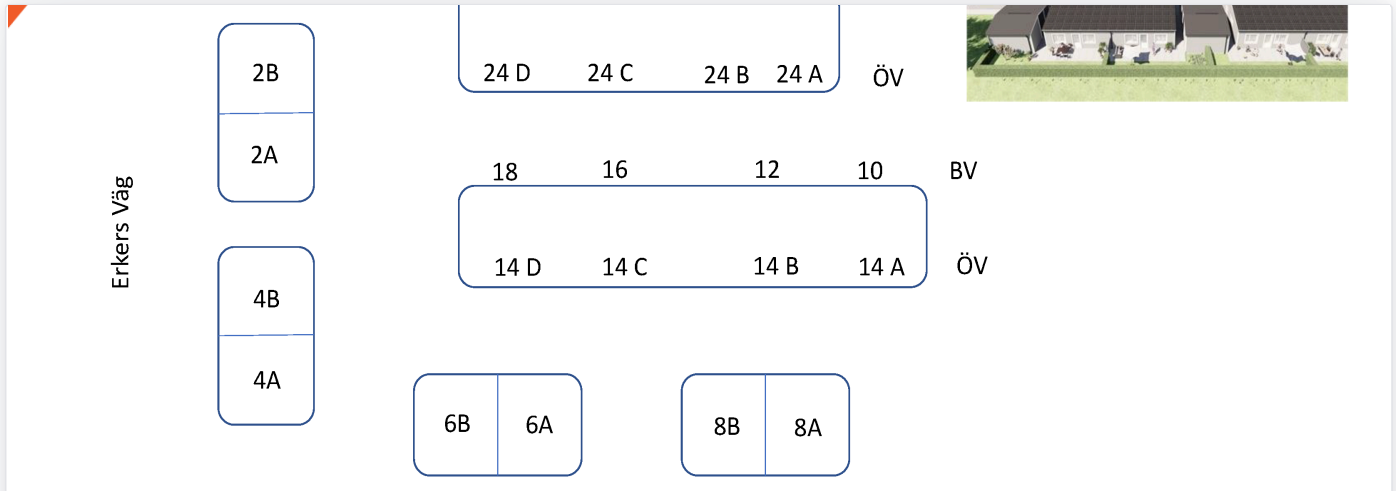 2B
24 D 24 C 24 B 24 A ÖV
2A
18 16 12 10 BV
Erkers Väg
14 D 14 C 14 B 14 A ÖV
4B
4A
6B 6A 8B 8A